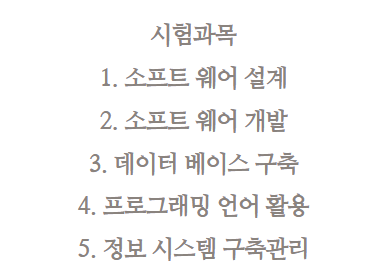 시험과목
1. 소프트 웨어 설계
2. 소프트 웨어 개발
3. 데이터 베이스 구축
4. 프로그래밍 언어 활용
5. 정보 시스템 구축관리